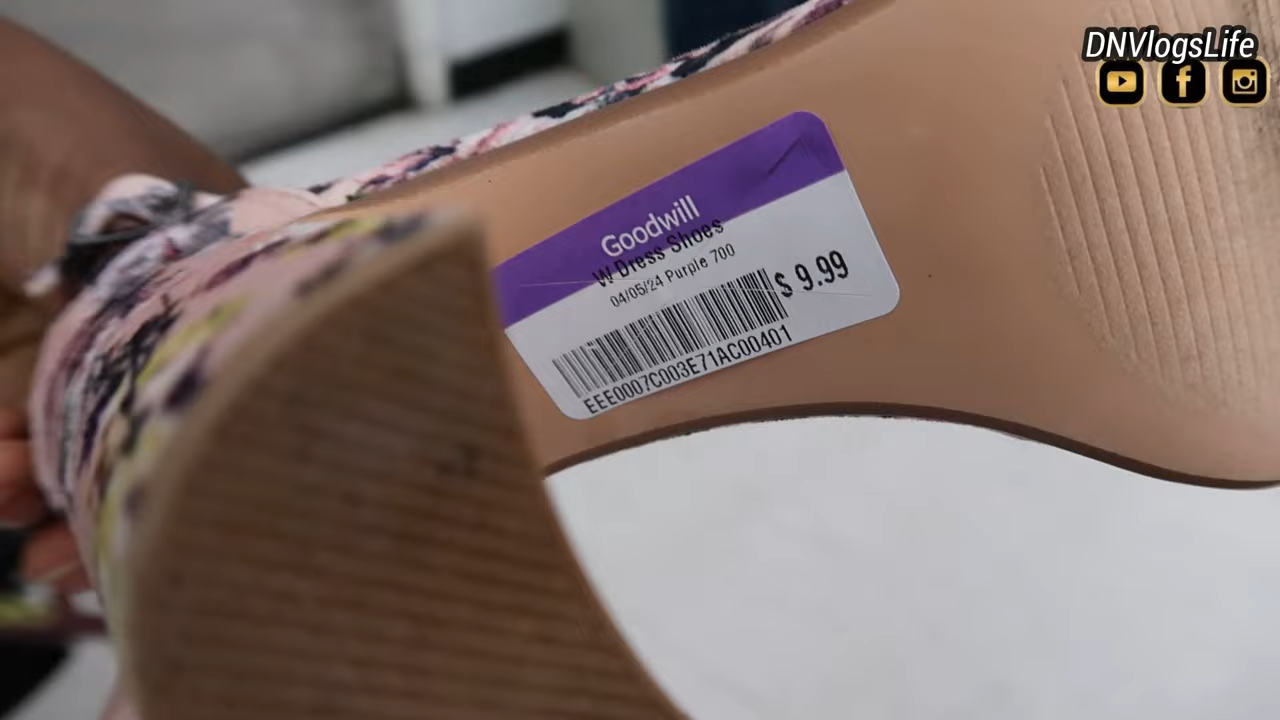 DNVlogsLife
Goodwill
W Dress Shoes
04/05/24 Purple 700
$ 9.99
EEE0007C003E71AC00401